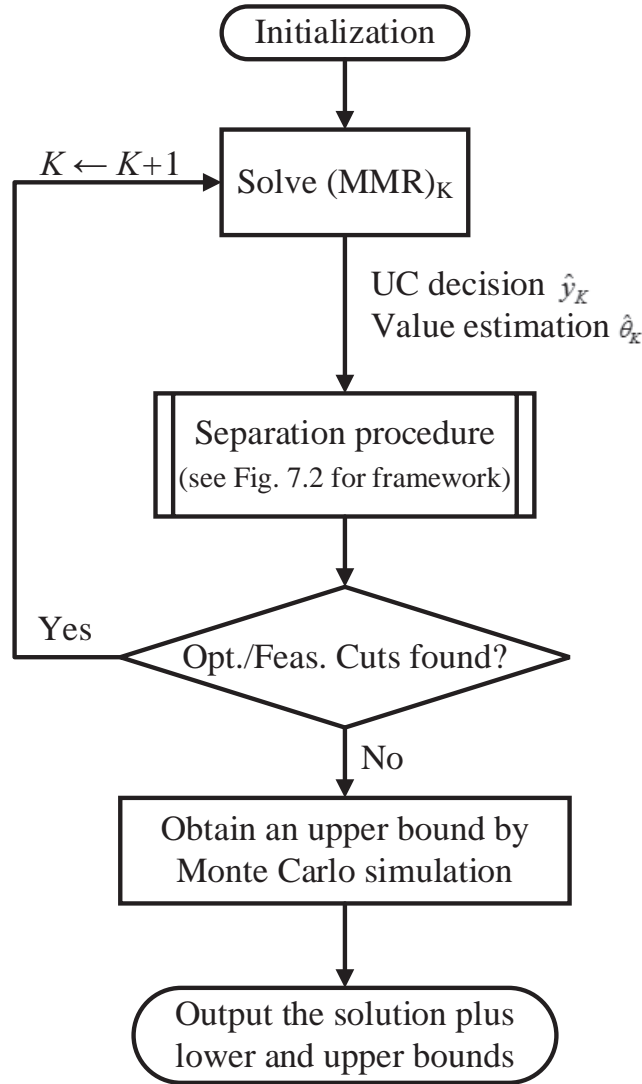 Initialization
K ← K+1
Solve (MMR)K
UC decision ŷK
Value estimation θ̂K
Separation procedure
(see Fig. 7.2 for framework)
Yes
Opt./Feas. Cuts found?
No
Obtain an upper bound by
Monte Carlo simulation
Output the solution plus
lower and upper bounds